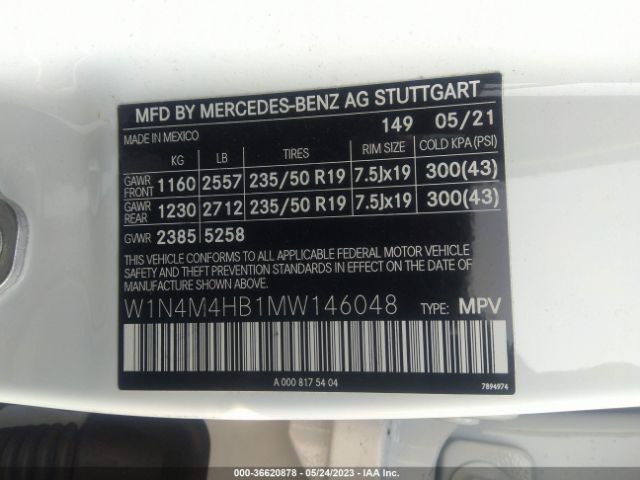 MFD BY MERCEDES-BENZ AG STUTTGART
MADE IN MEXICO 149 05/21
KG LB TIRES RIM SIZE COLD KPA (PSI)
GAWR FRONT 1160 2557 235/50 R19 7.5Jx19 300(43)
GAWR REAR 1230 2712 235/50 R19 7.5Jx19 300(43)
GVWR 2385 5258
THIS VEHICLE CONFORMS TO ALL APPLICABLE FEDERAL MOTOR VEHICLE
SAFETY AND THEFT PREVENTION STANDARDS IN EFFECT ON THE DATE
OF MANUFACTURE SHOWN ABOVE.
W1N4M4HB1MW146048 TYPE: MPV
A 000 817 54 04 7894974
000-36620878 - 05/24/2023 - IAA Inc.